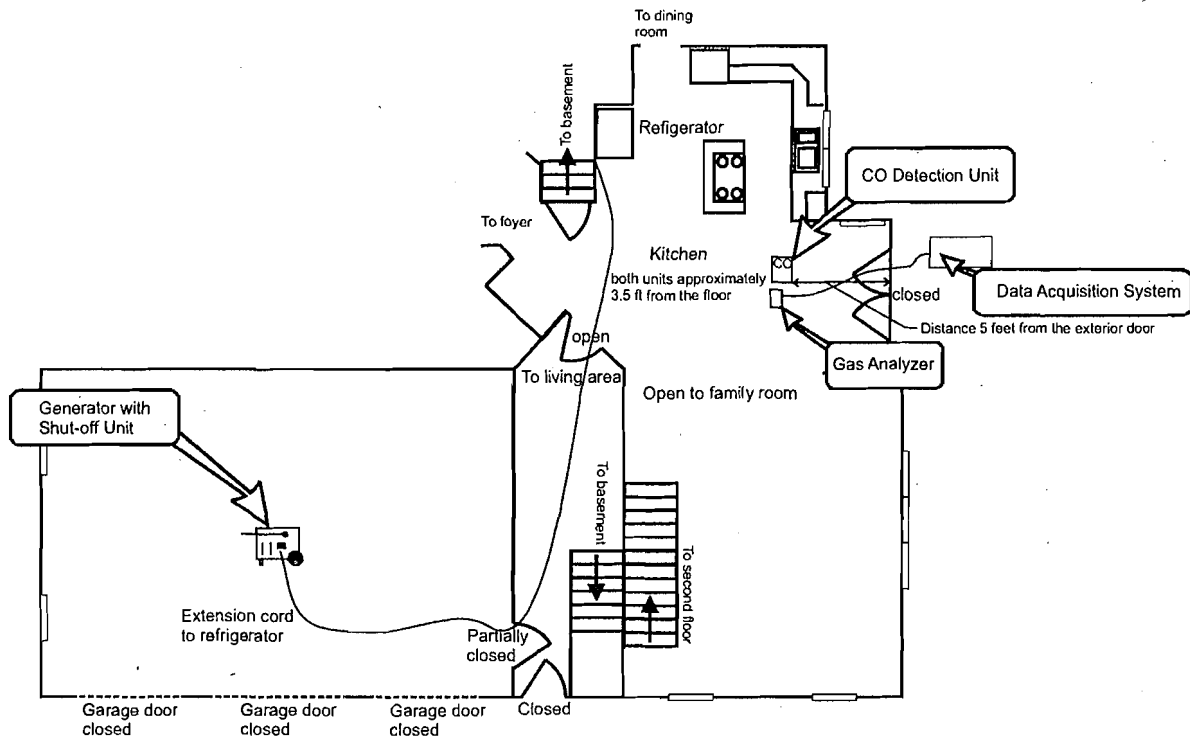 To dining
room
To basement
Refigerator
CO Detection Unit
To foyer
Kitchen
both units approximately
3.5 ft from the floor
CO
closed
Data Acquisition System
Distance 5 feet from the exterior door
open
To living area
Gas Analyzer
Open to family room
Generator with
Shut-off Unit
To basement
To second floor
Extension cord
to refrigerator
Partially
closed
Garage door
closed
Garage door
closed
Garage door
closed
Closed